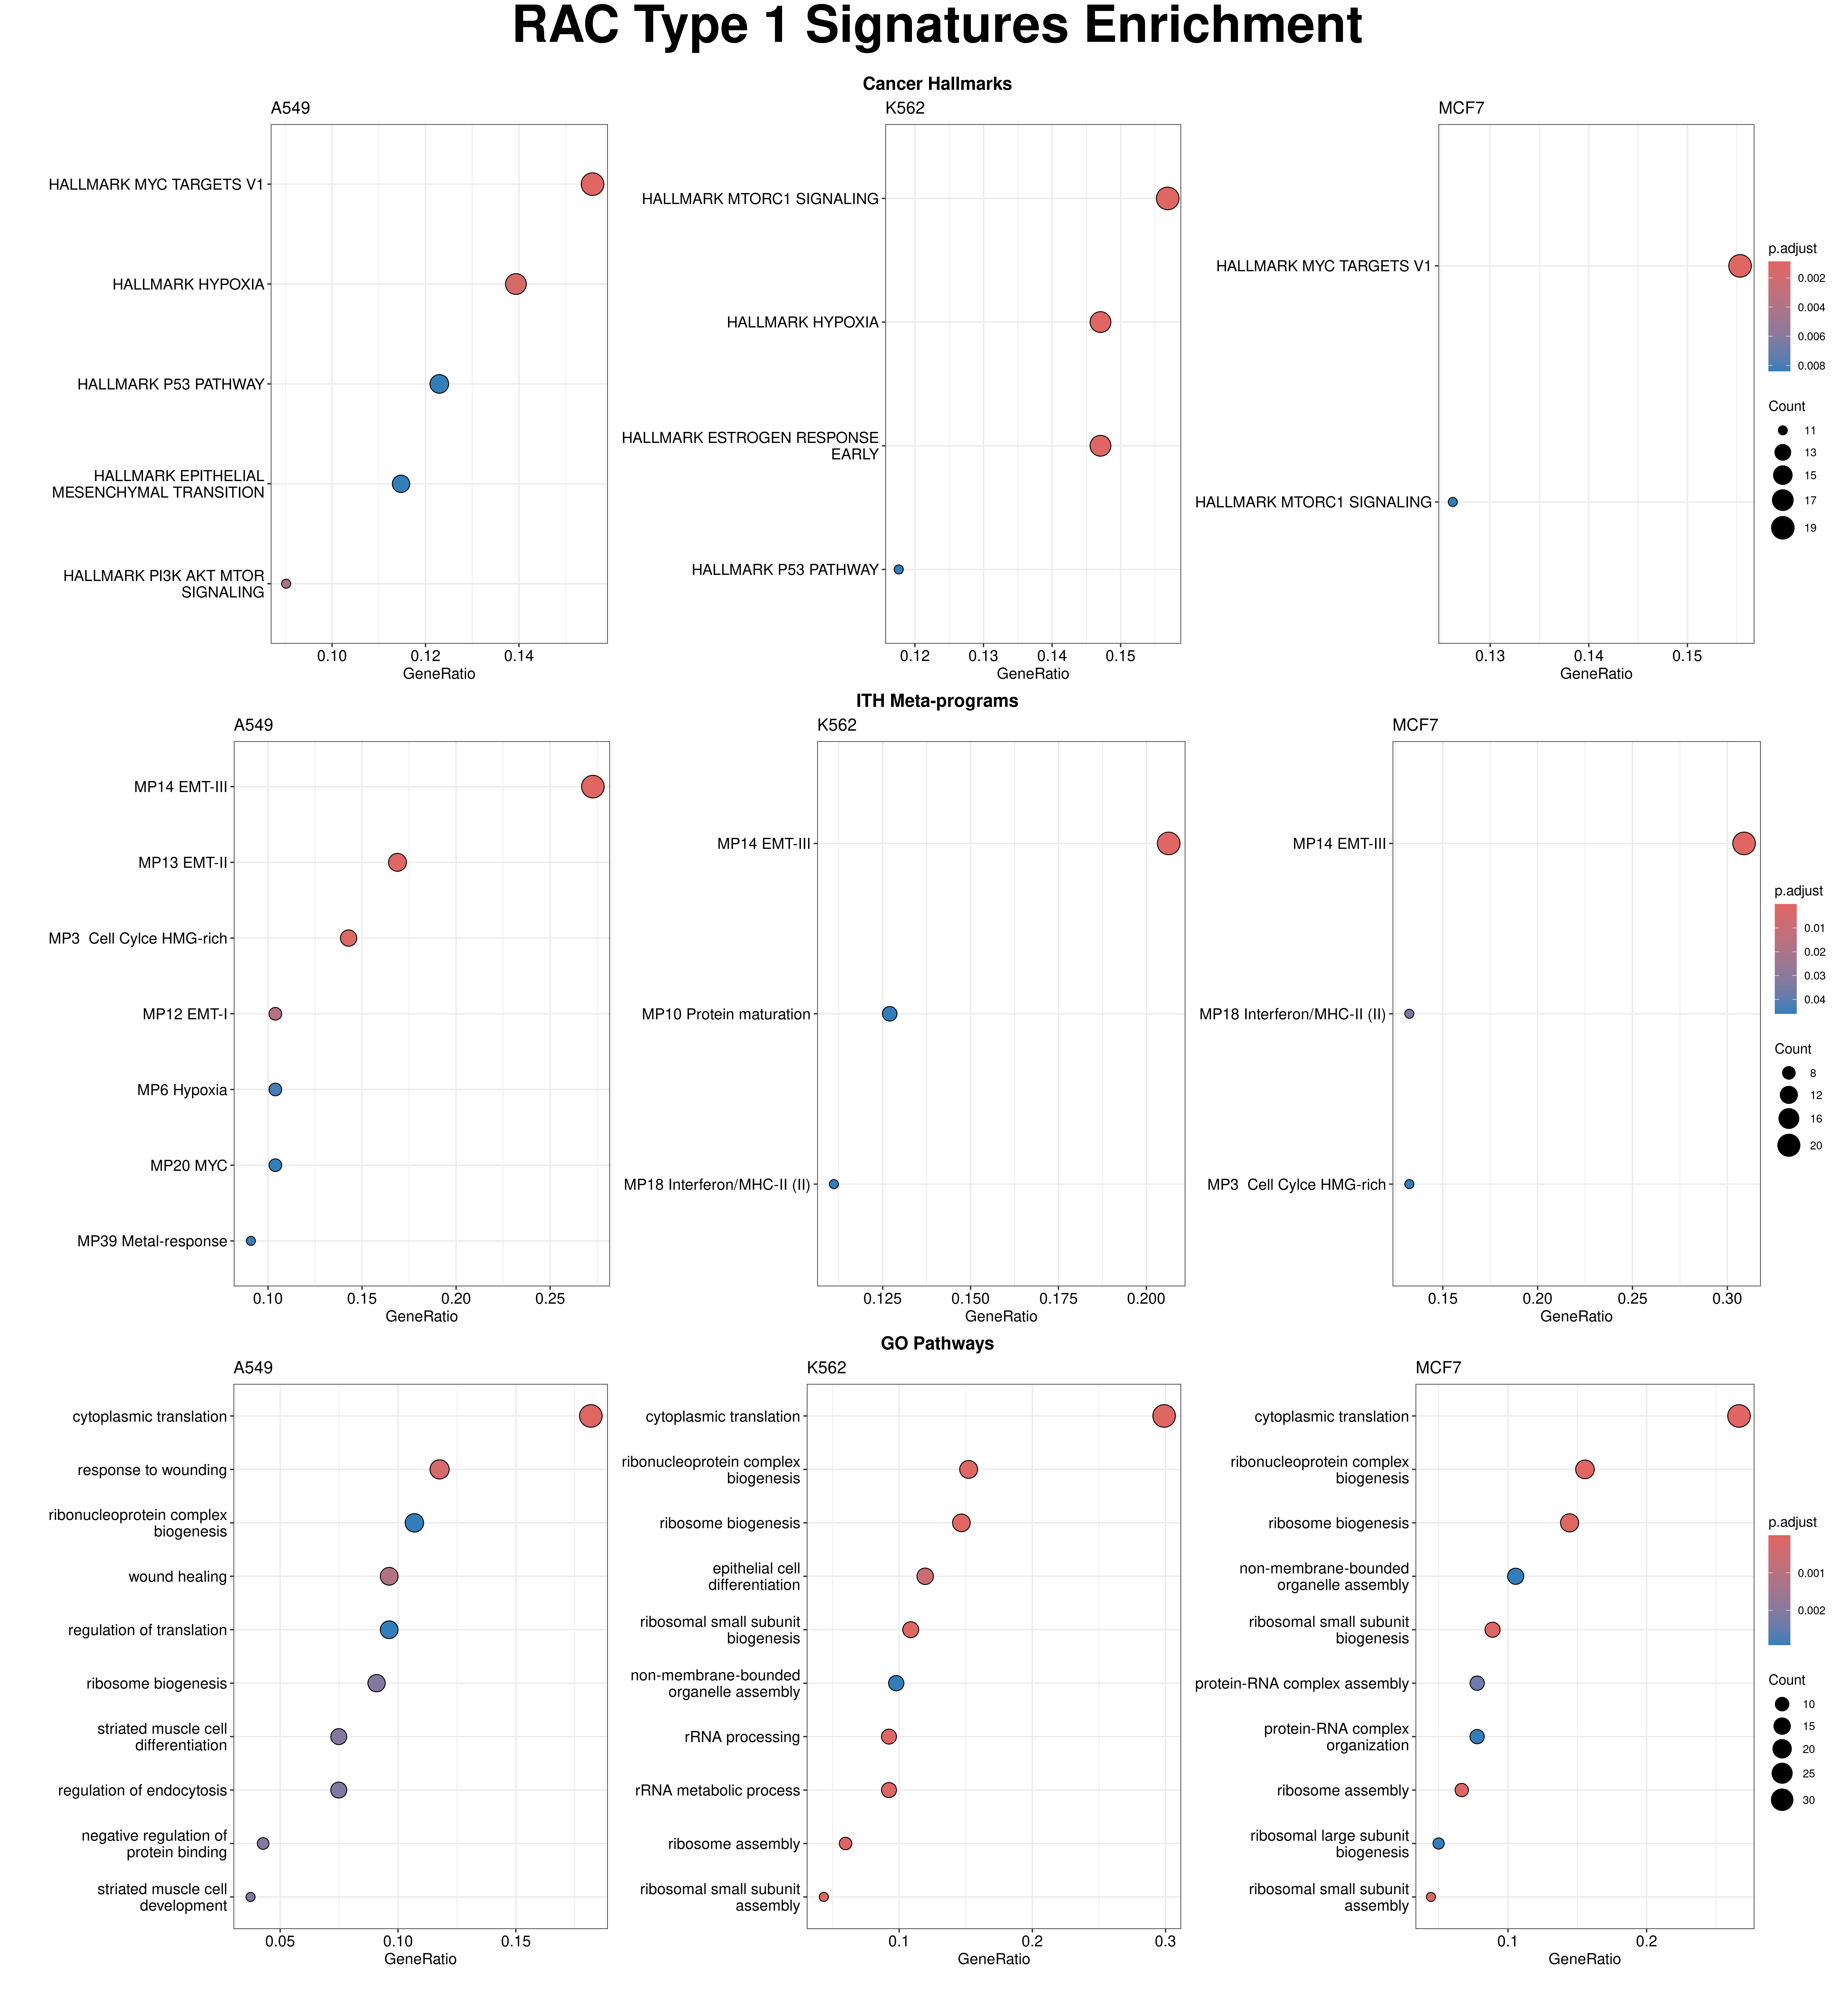 RAC Type 1 Signatures Enrichment
Cancer Hallmarks
A549
HALLMARK MYC TARGETS V1
HALLMARK HYPOXIA
HALLMARK P53 PATHWAY
HALLMARK EPITHELIAL
MESENCHYMAL TRANSITION
HALLMARK PI3K AKT MTOR
SIGNALING
0.10 0.12 0.14
GeneRatio
K562
HALLMARK MTORC1 SIGNALING
HALLMARK HYPOXIA
HALLMARK ESTROGEN RESPONSE
EARLY
HALLMARK P53 PATHWAY
0.12 0.13 0.14 0.15
GeneRatio
MCF7
HALLMARK MYC TARGETS V1
HALLMARK MTORC1 SIGNALING
0.13 0.14 0.15
GeneRatio
p.adjust
0.002
0.004
0.006
0.008
Count
11
13
15
17
19
ITH Meta-programs
A549
MP14 EMT-III
MP13 EMT-II
MP3  Cell Cylce HMG-rich
MP12 EMT-I
MP6 Hypoxia
MP20 MYC
MP39 Metal-response
0.10 0.15 0.20 0.25
GeneRatio
K562
MP14 EMT-III
MP10 Protein maturation
MP18 Interferon/MHC-II (II)
0.125 0.150 0.175 0.200
GeneRatio
MCF7
MP14 EMT-III
MP18 Interferon/MHC-II (II)
MP3  Cell Cylce HMG-rich
0.15 0.20 0.25 0.30
GeneRatio
p.adjust
0.01
0.02
0.03
0.04
Count
8
12
16
20
GO Pathways
A549
cytoplasmic translation
response to wounding
ribonucleoprotein complex
biogenesis
wound healing
regulation of translation
ribosome biogenesis
striated muscle cell
differentiation
regulation of endocytosis
negative regulation of
protein binding
striated muscle cell
development
0.05 0.10 0.15
GeneRatio
K562
cytoplasmic translation
ribonucleoprotein complex
biogenesis
ribosome biogenesis
epithelial cell
differentiation
ribosomal small subunit
biogenesis
non-membrane-bounded
organelle assembly
rRNA processing
rRNA metabolic process
ribosome assembly
ribosomal small subunit
assembly
0.1 0.2 0.3
GeneRatio
MCF7
cytoplasmic translation
ribonucleoprotein complex
biogenesis
ribosome biogenesis
non-membrane-bounded
organelle assembly
ribosomal small subunit
biogenesis
protein-RNA complex assembly
protein-RNA complex
organization
ribosome assembly
ribosomal large subunit
biogenesis
ribosomal small subunit
assembly
0.1 0.2
GeneRatio
p.adjust
0.001
0.002
Count
10
15
20
25
30